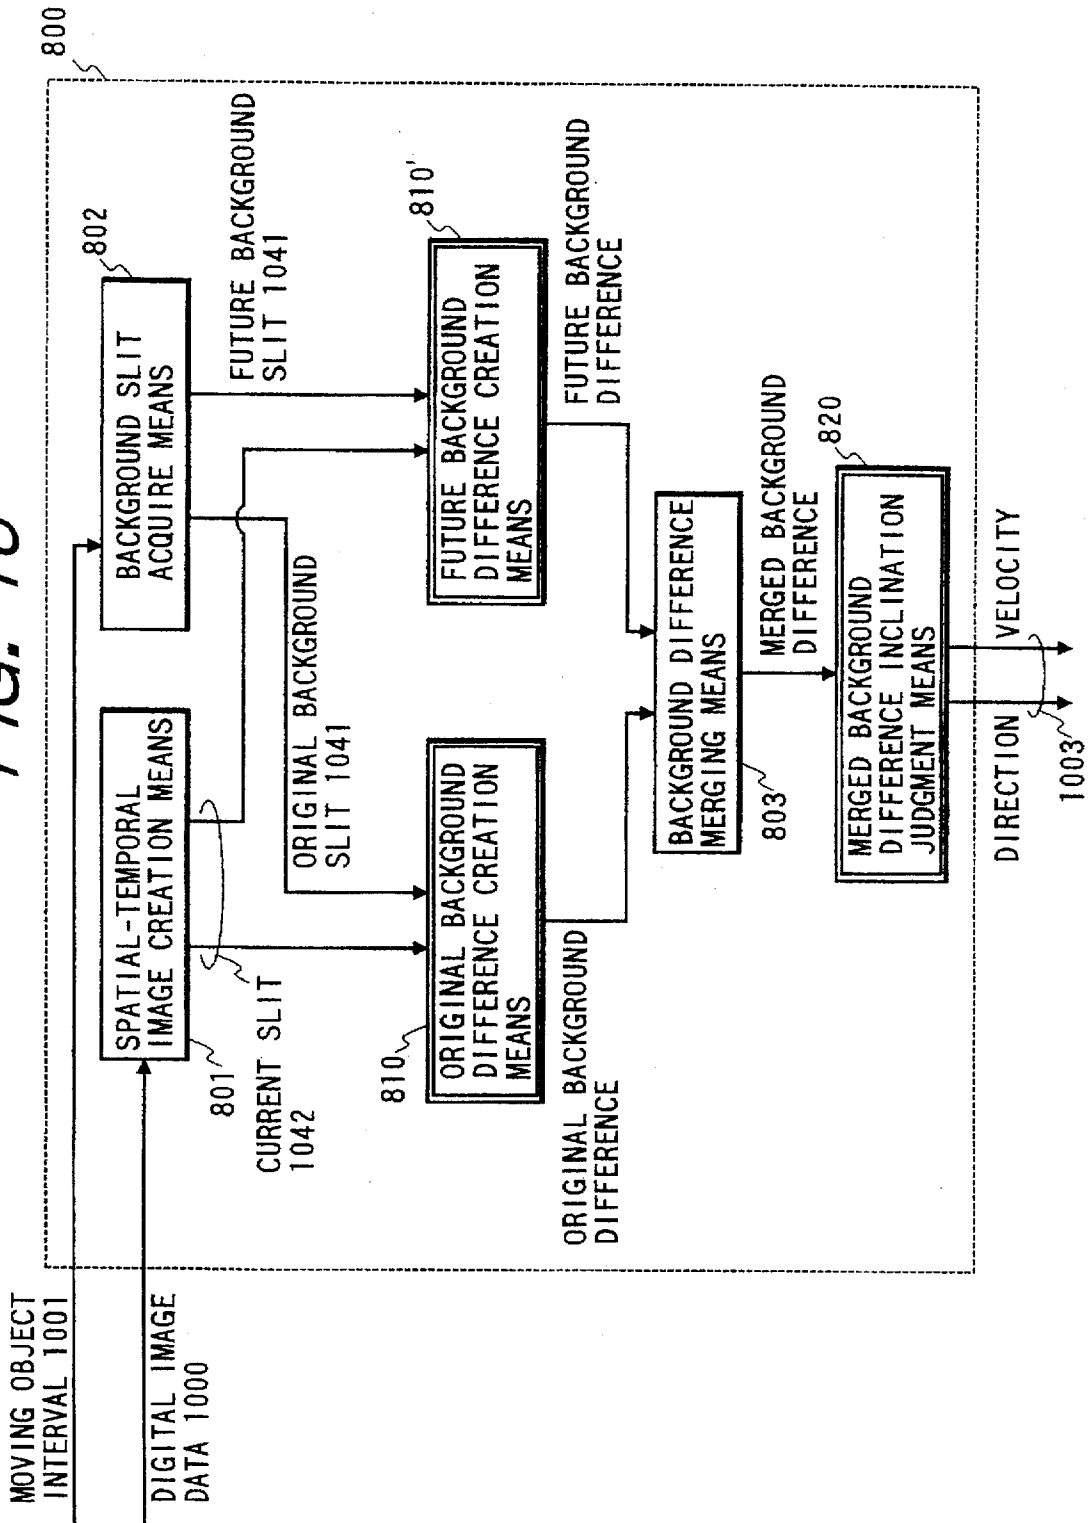 800
MOVING OBJECT
INTERVAL 1001
DIGITAL IMAGE
DATA 1000
SPATIAL-TEMPORAL
IMAGE CREATION MEANS
801
BACKGROUND SLIT
ACQUIRE MEANS
802
CURRENT SLIT
1042
ORIGINAL BACKGROUND
SLIT 1041
FUTURE BACKGROUND
SLIT 1041
ORIGINAL BACKGROUND
DIFFERENCE CREATION
MEANS
810
FUTURE BACKGROUND
DIFFERENCE CREATION
MEANS
810'
ORIGINAL BACKGROUND
DIFFERENCE
FUTURE BACKGROUND
DIFFERENCE
BACKGROUND DIFFERENCE
MERGING MEANS
803
MERGED BACKGROUND
DIFFERENCE
MERGED BACKGROUND
DIFFERENCE INCLINATION
JUDGMENT MEANS
820
DIRECTION
VELOCITY
1003